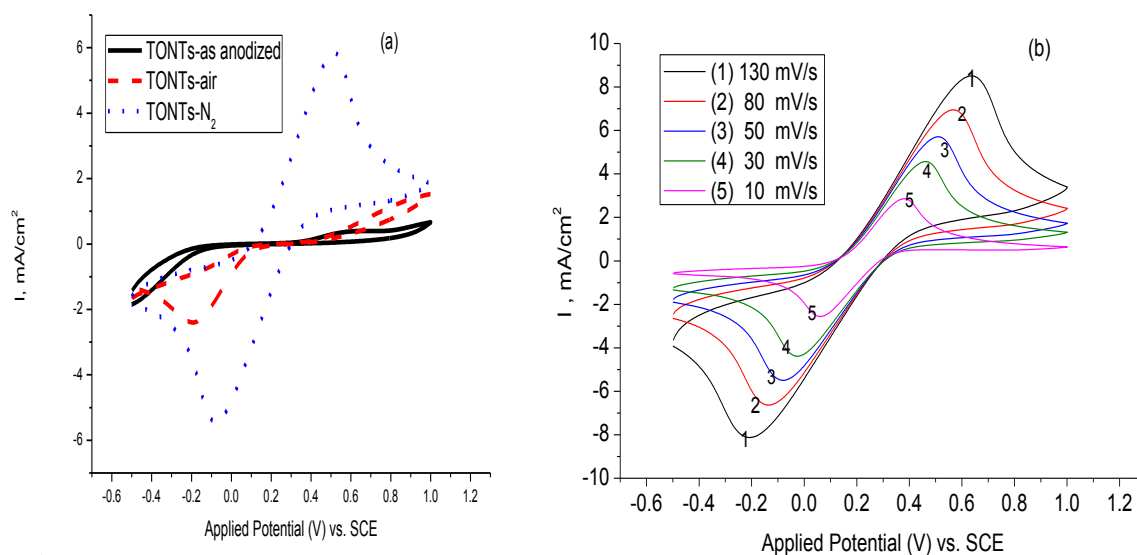 (a)
TONTs-as anodized
TONTs-air
TONTs-N₂
I , mA/cm²
6
4
2
0
-2
-4
-6
-0.6 -0.4 -0.2 0.0 0.2 0.4 0.6 0.8 1.0 1.2
Applied Potential (V) vs. SCE
(b)
(1) 130 mV/s
(2) 80 mV/s
(3) 50 mV/s
(4) 30 mV/s
(5) 10 mV/s
I , mA/cm²
10
8
6
4
2
0
-2
-4
-6
-8
-10
1
2
3
4
5
5
4
3
2
1
-0.6 -0.4 -0.2 0.0 0.2 0.4 0.6 0.8 1.0 1.2
Applied Potential (V) vs. SCE